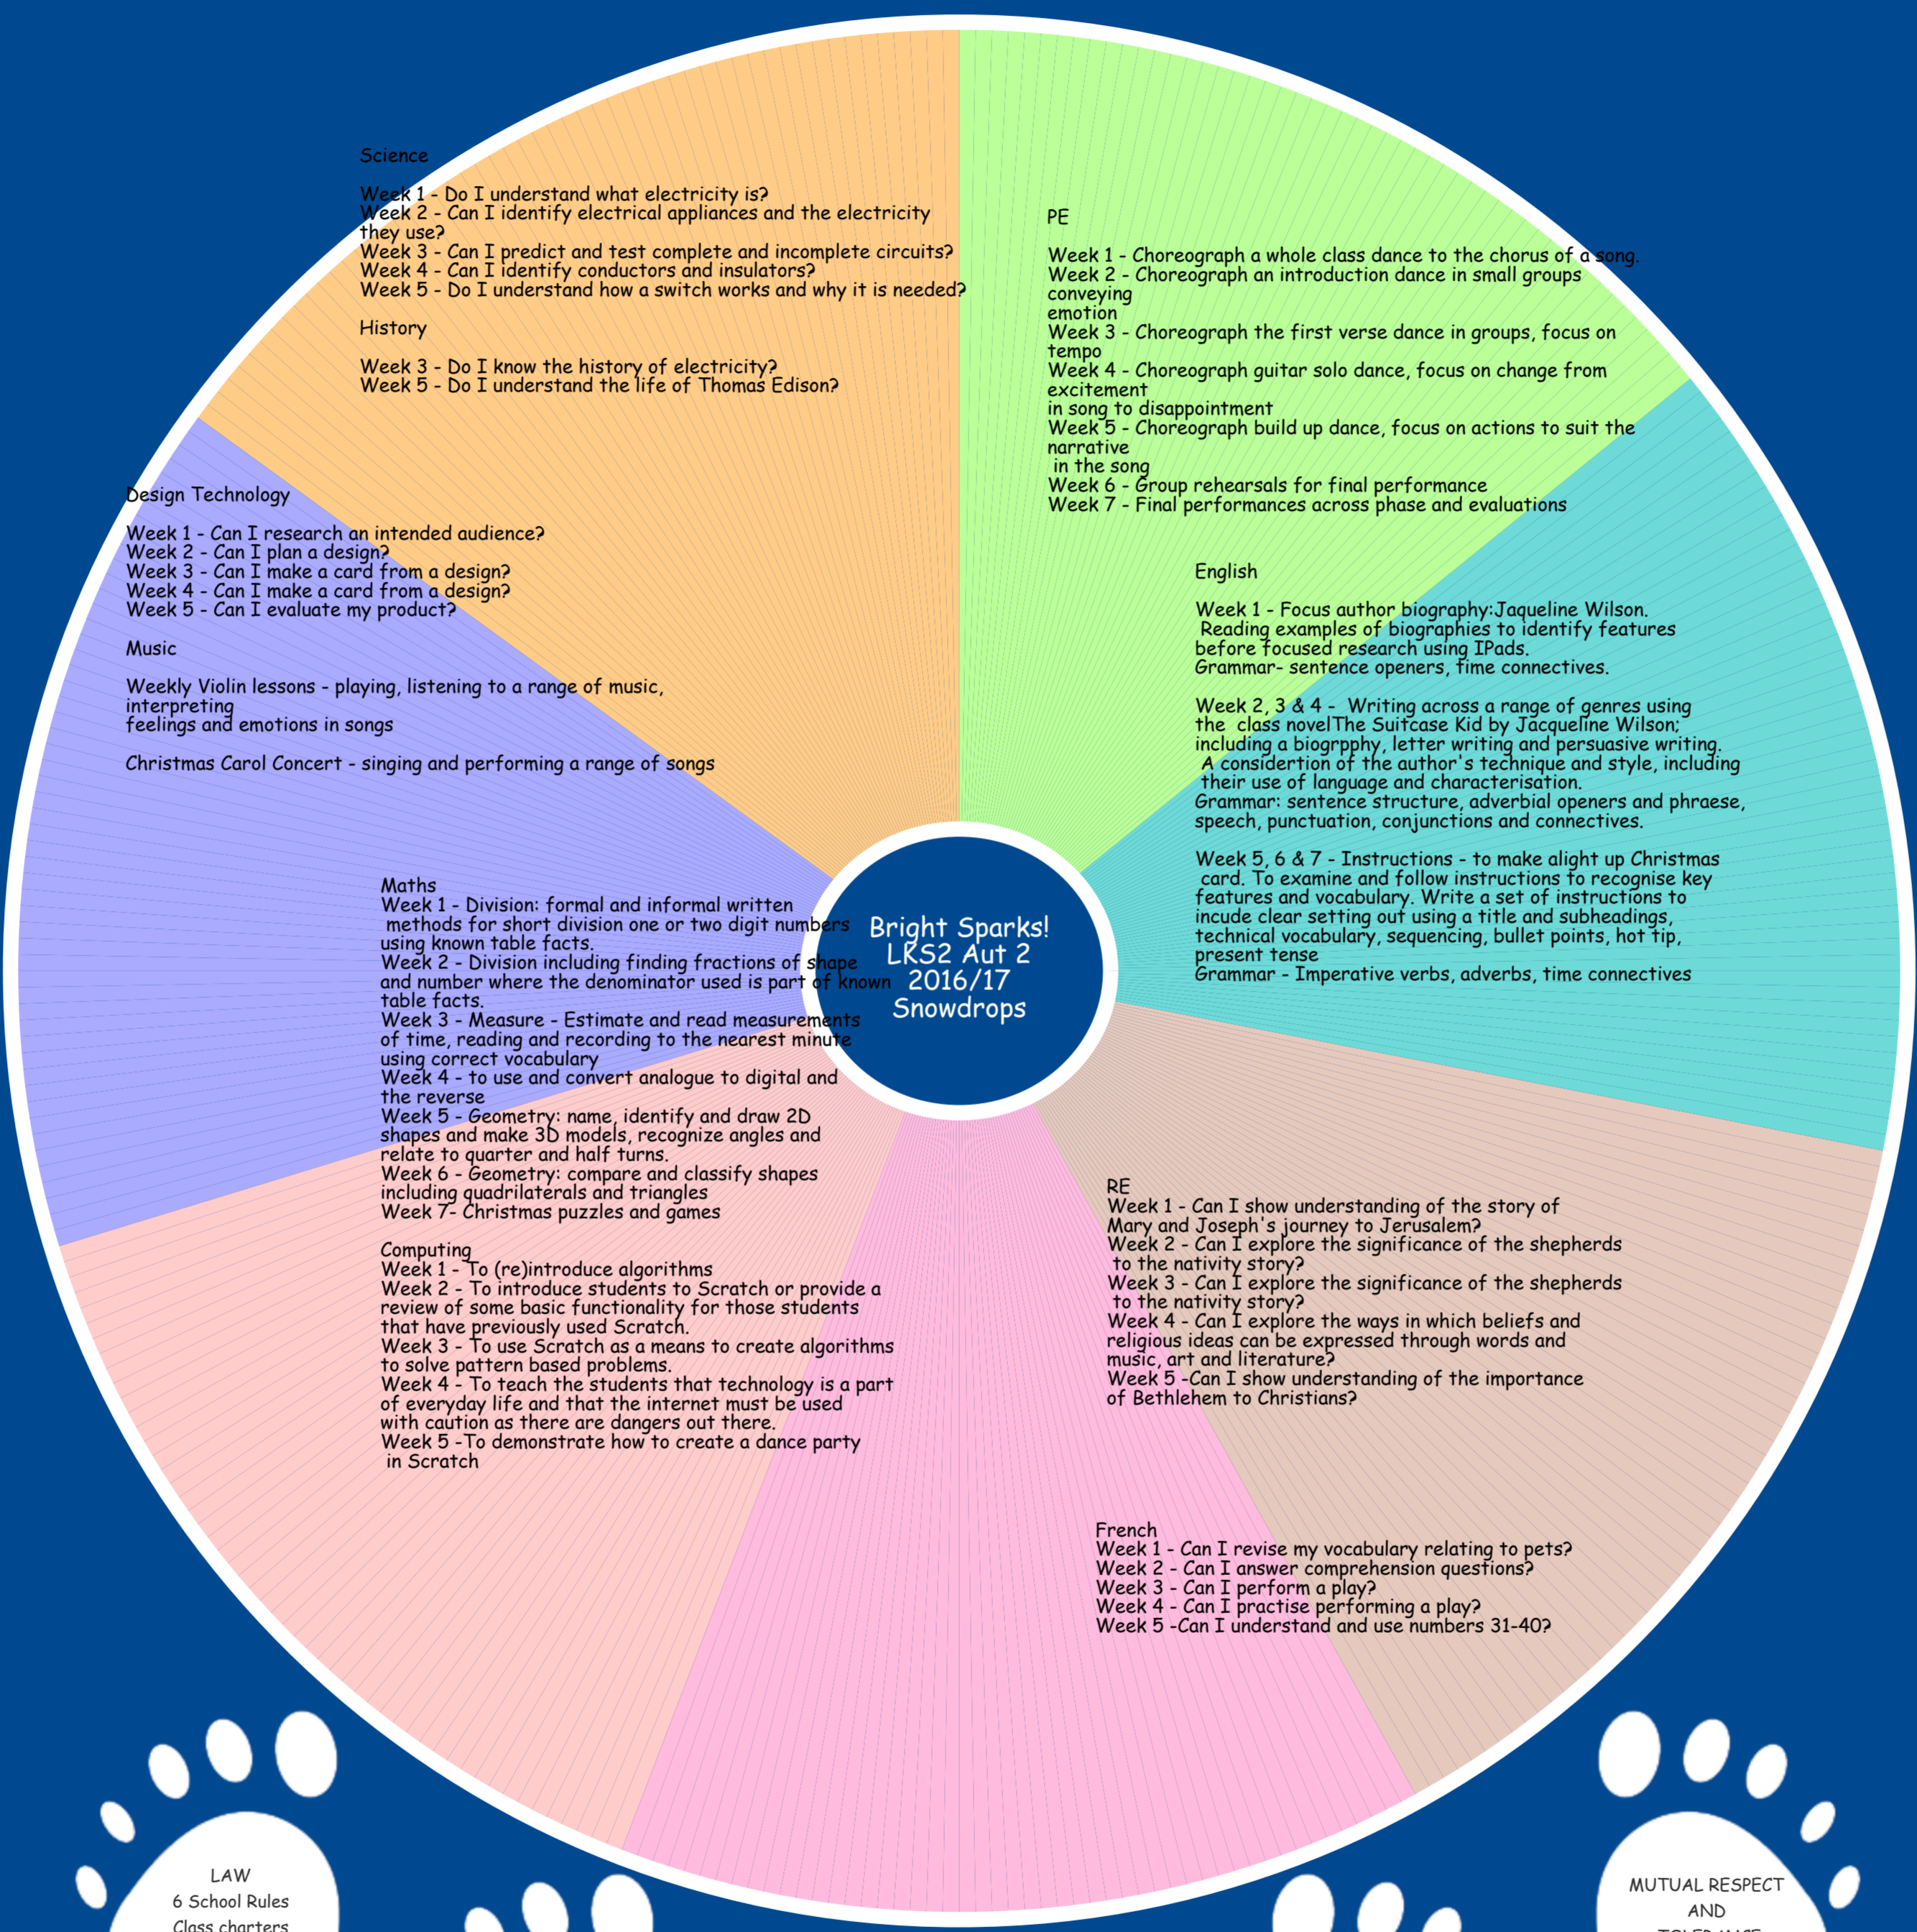 Science
Week 1 - Do I understand what electricity is?
Week 2 - Can I identify electrical appliances and the electricity
they use?
Week 3 - Can I predict and test complete and incomplete circuits?
Week 4 - Can I identify conductors and insulators?
Week 5 - Do I understand how a switch works and why it is needed?
History
Week 3 - Do I know the history of electricity?
Week 5 - Do I understand the life of Thomas Edison?
PE
Week 1 - Choreograph a whole class dance to the chorus of a song.
Week 2 - Choreograph an introduction dance in small groups
conveying
emotion
Week 3 - Choreograph the first verse dance in groups, focus on
tempo
Week 4 - Choreograph guitar solo dance, focus on change from
excitement
in song to disappointment
Week 5 - Choreograph build up dance, focus on actions to suit the
narrative
in the song
Week 6 - Group rehearsals for final performance
Week 7 - Final performances across phase and evaluations
Design Technology
Week 1 - Can I research an intended audience?
Week 2 - Can I plan a design?
Week 3 - Can I make a card from a design?
Week 4 - Can I make a card from a design?
Week 5 - Can I evaluate my product?
Music
Weekly Violin lessons - playing, listening to a range of music,
interpreting
feelings and emotions in songs
Christmas Carol Concert - singing and performing a range of songs
English
Week 1 - Focus author biography:Jaqueline Wilson.
Reading examples of biographies to identify features
before focused research using IPads.
Grammar- sentence openers, time connectives.
Week 2, 3 & 4 - Writing across a range of genres using
the class novelThe Suitcase Kid by Jacqueline Wilson;
including a biogrpphy, letter writing and persuasive writing.
A considertion of the author's technique and style, including
their use of language and characterisation.
Grammar: sentence structure, adverbial openers and phraese,
speech, punctuation, conjunctions and connectives.
Week 5, 6 & 7 - Instructions - to make alight up Christmas
card. To examine and follow instructions to recognise key
features and vocabulary. Write a set of instructions to
incude clear setting out using a title and subheadings,
technical vocabulary, sequencing, bullet points, hot tip,
present tense
Grammar - Imperative verbs, adverbs, time connectives
Maths
Week 1 - Division: formal and informal written
methods for short division one or two digit numbers
using known table facts.
Week 2 - Division including finding fractions of shape
and number where the denominator used is part of known
table facts.
Week 3 - Measure - Estimate and read measurements
of time, reading and recording to the nearest minute
using correct vocabulary
Week 4 - to use and convert analogue to digital and
the reverse
Week 5 - Geometry: name, identify and draw 2D
shapes and make 3D models, recognize angles and
relate to quarter and half turns.
Week 6 - Geometry: compare and classify shapes
including quadrilaterals and triangles
Week 7- Christmas puzzles and games
Bright Sparks!
LKS2 Aut 2
2016/17
Snowdrops
Computing
Week 1 - To (re)introduce algorithms
Week 2 - To introduce students to Scratch or provide a
review of some basic functionality for those students
that have previously used Scratch.
Week 3 - To use Scratch as a means to create algorithms
to solve pattern based problems.
Week 4 - To teach the students that technology is a part
of everyday life and that the internet must be used
with caution as there are dangers out there.
Week 5 -To demonstrate how to create a dance party
in Scratch
RE
Week 1 - Can I show understanding of the story of
Mary and Joseph's journey to Jerusalem?
Week 2 - Can I explore the significance of the shepherds
to the nativity story?
Week 3 - Can I explore the significance of the shepherds
to the nativity story?
Week 4 - Can I explore the ways in which beliefs and
religious ideas can be expressed through words and
music, art and literature?
Week 5 -Can I show understanding of the importance
of Bethlehem to Christians?
French
Week 1 - Can I revise my vocabulary relating to pets?
Week 2 - Can I answer comprehension questions?
Week 3 - Can I perform a play?
Week 4 - Can I practise performing a play?
Week 5 -Can I understand and use numbers 31-40?
LAW
6 School Rules
Class charters
MUTUAL RESPECT
AND
TOLERANCE